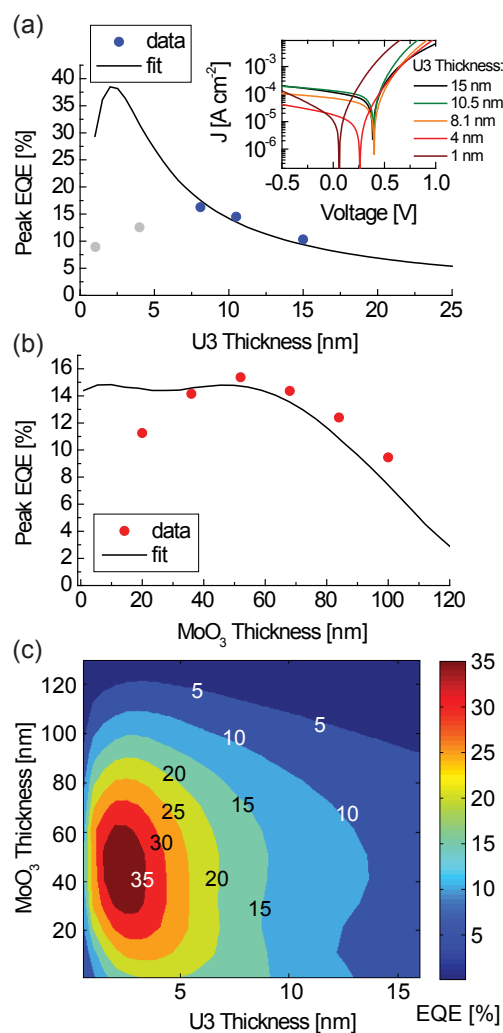 (a)
data
fit
Peak EQE [%]
40
35
30
25
20
15
10
5
0
0 5 10 15 20 25
U3 Thickness [nm]
J [A cm-2]
10-2
10-3
10-4
10-5
10-6
-0.5 0.0 0.5 1.0
Voltage [V]
U3 Thickness:
15 nm
10.5 nm
8.1 nm
4 nm
1 nm
(b)
Peak EQE [%]
16
14
12
10
8
6
4
2
0
data
fit
0 20 40 60 80 100 120
MoO3 Thickness [nm]
(c)
MoO3 Thickness [nm]
120
100
80
60
40
20
5
5
10
10
20
15
25
30
35
20
15
5 10 15
U3 Thickness [nm]
35
30
25
20
15
10
5
EQE [%]